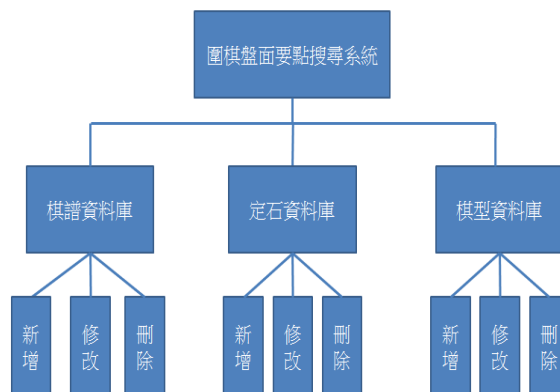 圍棋盤面要點搜尋系統
棋譜資料庫
定石資料庫
棋型資料庫
新增
修改
刪除
新增
修改
刪除
新增
修改
刪除